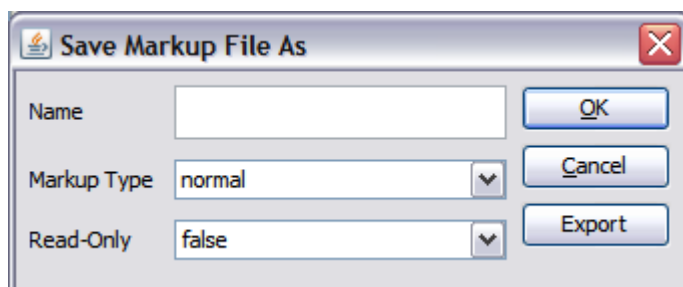 Save Markup File As
Name
OK
Markup Type normal
Cancel
Read-Only false
Export